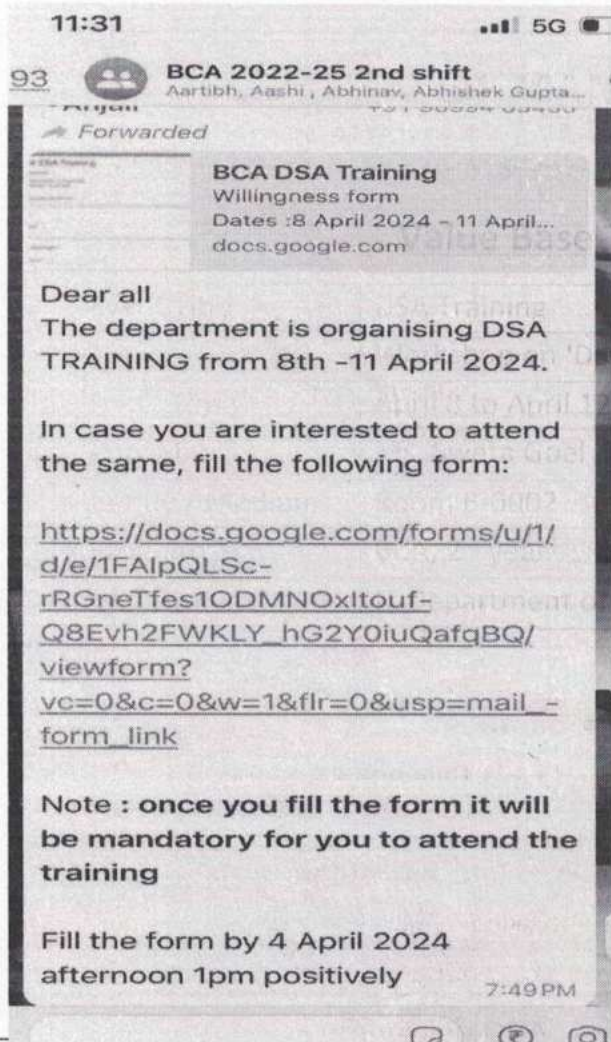 11:31 5G
93 BCA 2022-25 2nd shift
Aartibh, Aashi , Abhinav, Abhishek Gupta...
Forwarded
BCA DSA Training
Willingness form
Dates :8 April 2024 – 11 April...
docs.google.com
Dear all
The department is organising DSA
TRAINING from 8th -11 April 2024.
In case you are interested to attend
the same, fill the following form:
https://docs.google.com/forms/u/1/
d/e/1FAIpQLSc-
rRGneTfes1ODMNOxItouf-
Q8Evh2FWKLY_hG2Y0iuQafqBQ/
viewform?
vc=0&c=0&w=1&flr=0&usp=mail_-
form_link
Note : once you fill the form it will
be mandatory for you to attend the
training
Fill the form by 4 April 2024
afternoon 1pm positively
7:49 PM